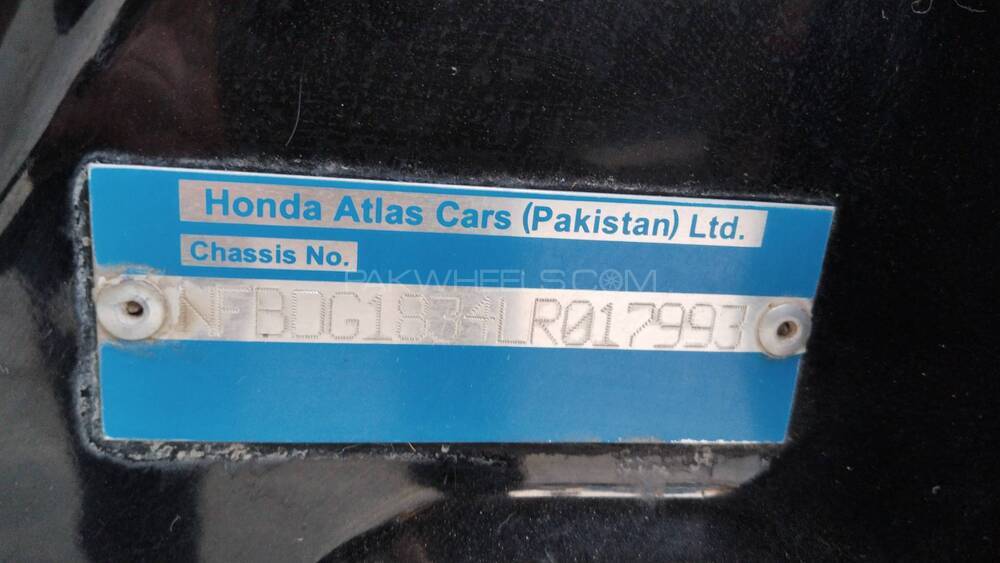 Honda Atlas Cars (Pakistan) Ltd.
Chassis No.
PAKWHEELS.COM
NFBDG1834LR017993